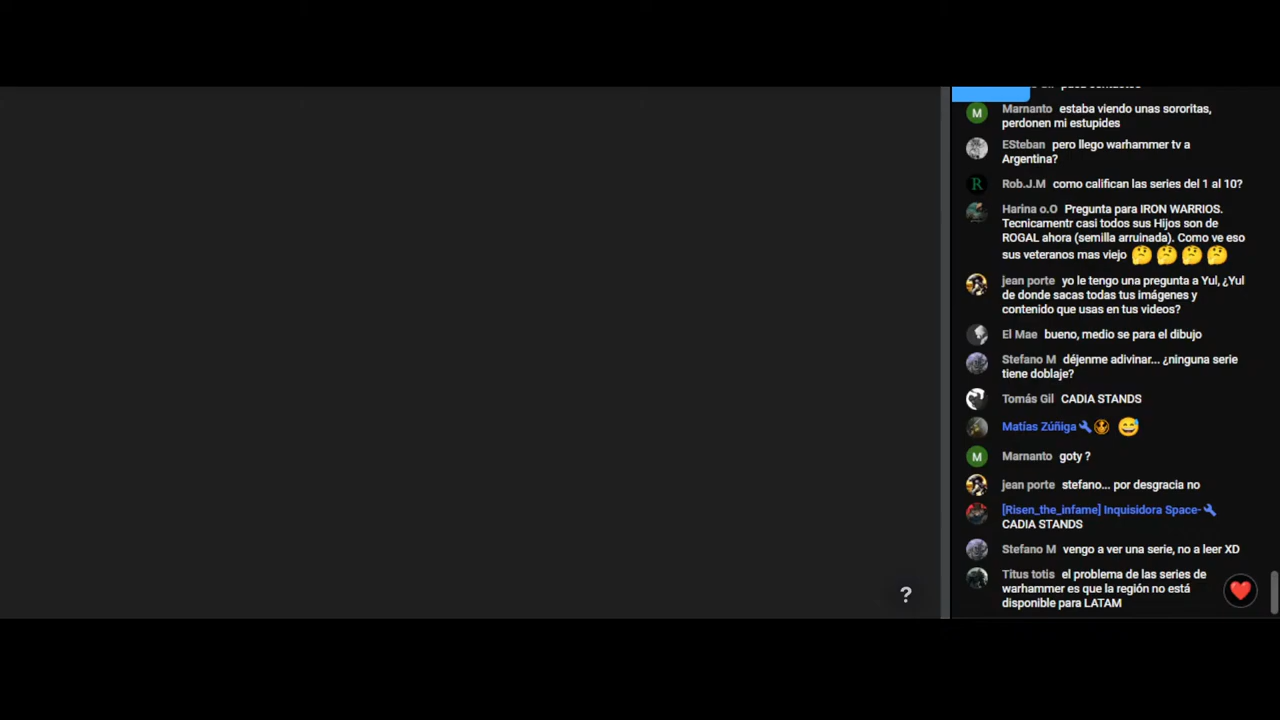 Marnanto estaba viendo unas sororitas,
perdonen mi estupides
ESteban pero llego warhammer tv a
Argentina?
R Rob.J.M como califican las series del 1 al 10?
Harina o.O Pregunta para IRON WARRIOS.
Tecnicamentr casi todos sus Hijos son de
ROGAL ahora (semilla arruinada). Como ve eso
sus veteranos mas viejo 🤔 🤔 🤔 🤔
jean porte yo le tengo una pregunta a Yul, ¿Yul
de donde sacas todas tus imágenes y
contenido que usas en tus videos?
El Mae bueno, medio se para el dibujo
Stefano M déjenme adivinar... ¿ninguna serie
tiene doblaje?
Tomás Gil CADIA STANDS
Matías Zúñiga 😅
M Marnanto goty ?
jean porte stefano... por desgracia no
[Risen_the_infame] Inquisidora Space-
CADIA STANDS
Stefano M vengo a ver una serie, no a leer XD
Titus totis el problema de las series de
warhammer es que la región no está
disponible para LATAM
?